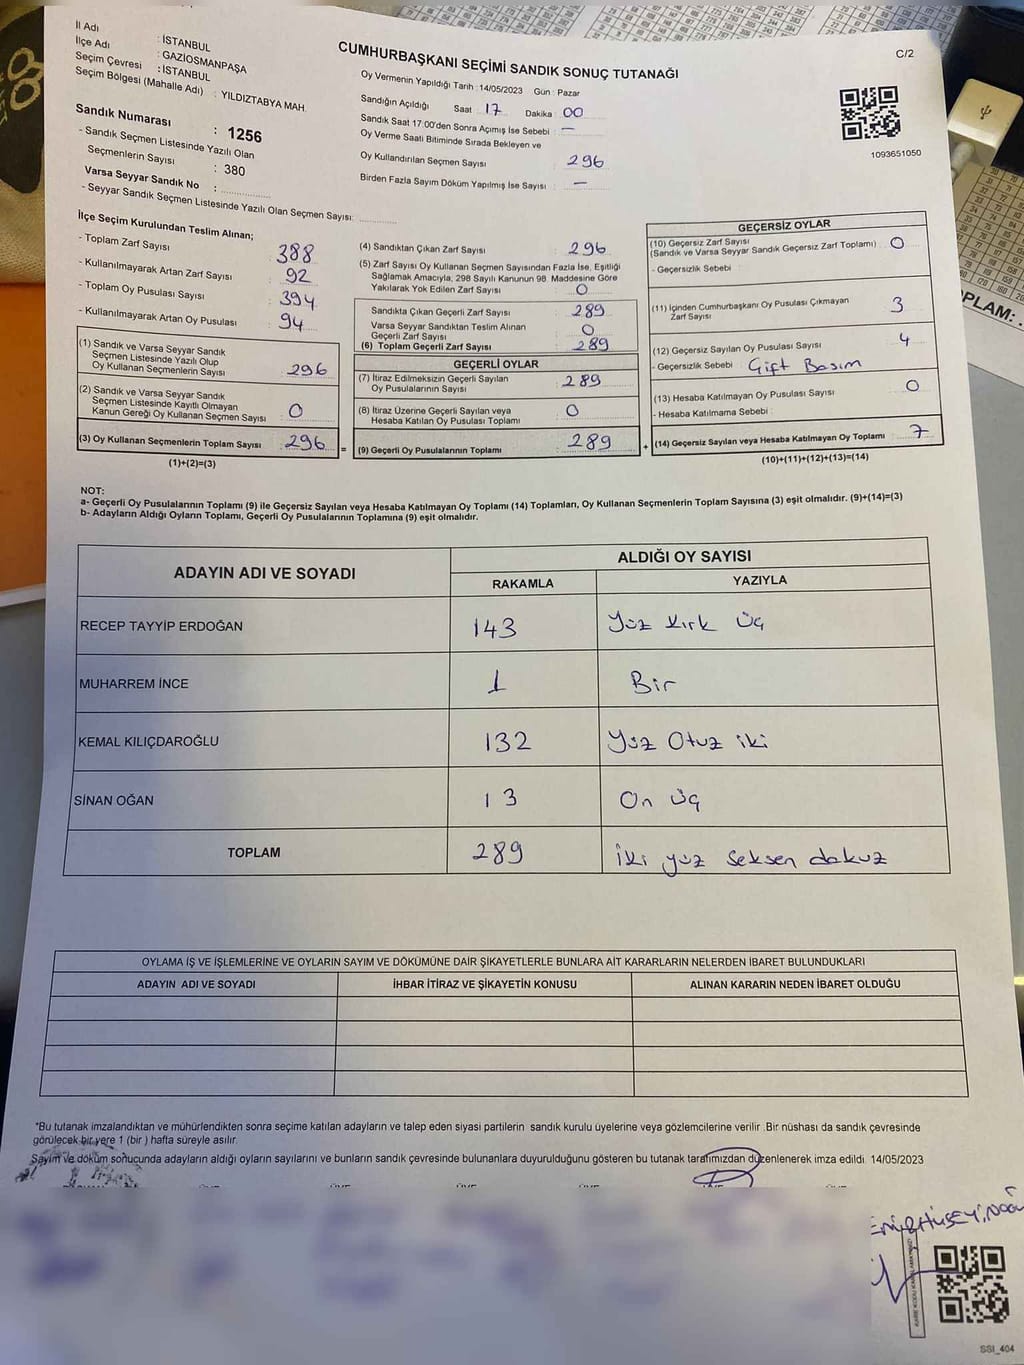 C/2
İl Adı : İSTANBUL
İlçe Adı : GAZİOSMANPAŞA
Seçim Çevresi : İSTANBUL
Seçim Bölgesi (Mahalle Adı) : YILDIZTABYA MAH.
CUMHURBAŞKANI SEÇİMİ SANDIK SONUÇ TUTANAĞI
Oy Vermenin Yapıldığı Tarih : 14/05/2023 Gün : Pazar
Sandığın Açıldığı Saat : 17 Dakika : 00
Sandık Saat 17:00'den Sonra Açımış İse Sebebi : —
Oy Verme Saati Bitiminde Sırada Bekleyen ve
Oy Kullandırılan Seçmen Sayısı : 296
Birden Fazla Sayım Döküm Yapılmış İse Sayısı : —
1093651050
Sandık Numarası : 1256
- Sandık Seçmen Listesinde Yazılı Olan
Seçmenlerin Sayısı : 380
Varsa Seyyar Sandık No :
- Seyyar Sandık Seçmen Listesinde Yazılı Olan Seçmen Sayısı:
İlçe Seçim Kurulundan Teslim Alınan;
- Toplam Zarf Sayısı : 388
- Kullanılmayarak Artan Zarf Sayısı : 92
- Toplam Oy Pusulası Sayısı : 394
- Kullanılmayarak Artan Oy Pusulası : 94
(1) Sandık ve Varsa Seyyar Sandık
Seçmen Listesinde Yazılı Olup
Oy Kullanan Seçmenlerin Sayısı : 296
(2) Sandık ve Varsa Seyyar Sandık
Seçmen Listesinde Kayıtlı Olmayan
Kanun Gereği Oy Kullanan Seçmen Sayısı : 0
(3) Oy Kullanan Seçmenlerin Toplam Sayısı : 296
(1)+(2)=(3)
=
(4) Sandıktan Çıkan Zarf Sayısı : 296
(5) Zarf Sayısı Oy Kullanan Seçmen Sayısından Fazla İse, Eşitliği
Sağlamak Amacıyla, 298 Sayılı Kanunun 98. Maddesine Göre
Yakılarak Yok Edilen Zarf Sayısı : 0
Sandıkta Çıkan Geçerli Zarf Sayısı : 289
Varsa Seyyar Sandıktan Teslim Alınan
Geçerli Zarf Sayısı : 0
(6) Toplam Geçerli Zarf Sayısı : 289
GEÇERLİ OYLAR
(7) İtiraz Edilmeksizin Geçerli Sayılan
Oy Pusulalarının Sayısı : 289
(8) İtiraz Üzerine Geçerli Sayılan veya
Hesaba Katılan Oy Pusulası Toplamı : 0
(9) Geçerli Oy Pusulalarının Toplamı : 289
+
GEÇERSİZ OYLAR
(10) Geçersiz Zarf Sayısı
(Sandık ve Varsa Seyyar Sandık Geçersiz Zarf Toplamı) : 0
- Geçersizlik Sebebi :
(11) İçinden Cumhurbaşkanı Oy Pusulası Çıkmayan
Zarf Sayısı : 3
(12) Geçersiz Sayılan Oy Pusulası Sayısı : 4
- Geçersizlik Sebebi : Çift Basım
(13) Hesaba Katılmayan Oy Pusulası Sayısı : 0
- Hesaba Katılmama Sebebi :
(14) Geçersiz Sayılan veya Hesaba Katılmayan Oy Toplamı : 7
(10)+(11)+(12)+(13)=(14)
NOT:
a- Geçerli Oy Pusulalarının Toplamı (9) ile Geçersiz Sayılan veya Hesaba Katılmayan Oy Toplamı (14) Toplamları, Oy Kullanan Seçmenlerin Toplam Sayısına (3) eşit olmalıdır. (9)+(14)=(3)
b- Adayların Aldığı Oyların Toplamı, Geçerli Oy Pusulalarının Toplamına (9) eşit olmalıdır.
ADAYIN ADI VE SOYADI
ALDIĞI OY SAYISI
RAKAMLA YAZIYLA
RECEP TAYYİP ERDOĞAN 143 Yüz Kırk Üç
MUHARREM İNCE 1 Bir
KEMAL KILIÇDAROĞLU 132 Yüz Otuz iki
SİNAN OĞAN 13 On Üç
TOPLAM 289 İki yüz Seksen dokuz
OYLAMA İŞ VE İŞLEMLERİNE VE OYLARIN SAYIM VE DÖKÜMÜNE DAİR ŞİKAYETLERLE BUNLARA AİT KARARLARIN NELERDEN İBARET BULUNDUKLARI
ADAYIN ADI VE SOYADI İHBAR İTİRAZ VE ŞİKAYETİN KONUSU ALINAN KARARIN NEDEN İBARET OLDUĞU
*Bu tutanak imzalandıktan ve mühürlendikten sonra seçime katılan adayların ve talep eden siyasi partilerin sandık kurulu üyelerine veya gözlemcilerine verilir .Bir nüshası da sandık çevresinde
görülecek bir yere 1 (bir ) hafta süreyle asılır.
Sayım ve döküm sonucunda adayların aldığı oyların sayılarını ve bunların sandık çevresinde bulunanlara duyurulduğunu gösteren bu tutanak tarafımızdan düzenlenerek imza edildi. 14/05/2023
SSI_404
PLAM: